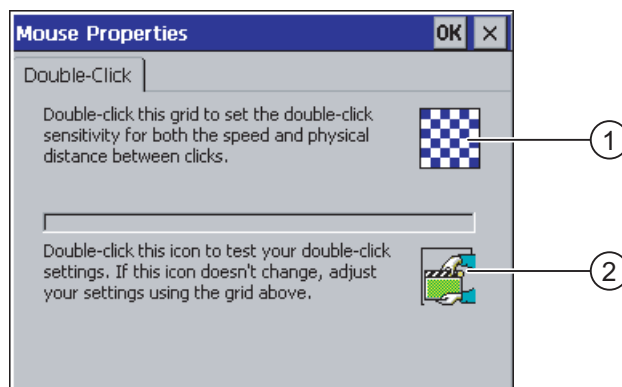 Mouse Properties OK ×
Double-Click
Double-click this grid to set the double-click
sensitivity for both the speed and physical
distance between clicks.
1
Double-click this icon to test your double-click
settings. If this icon doesn't change, adjust
your settings using the grid above.
2